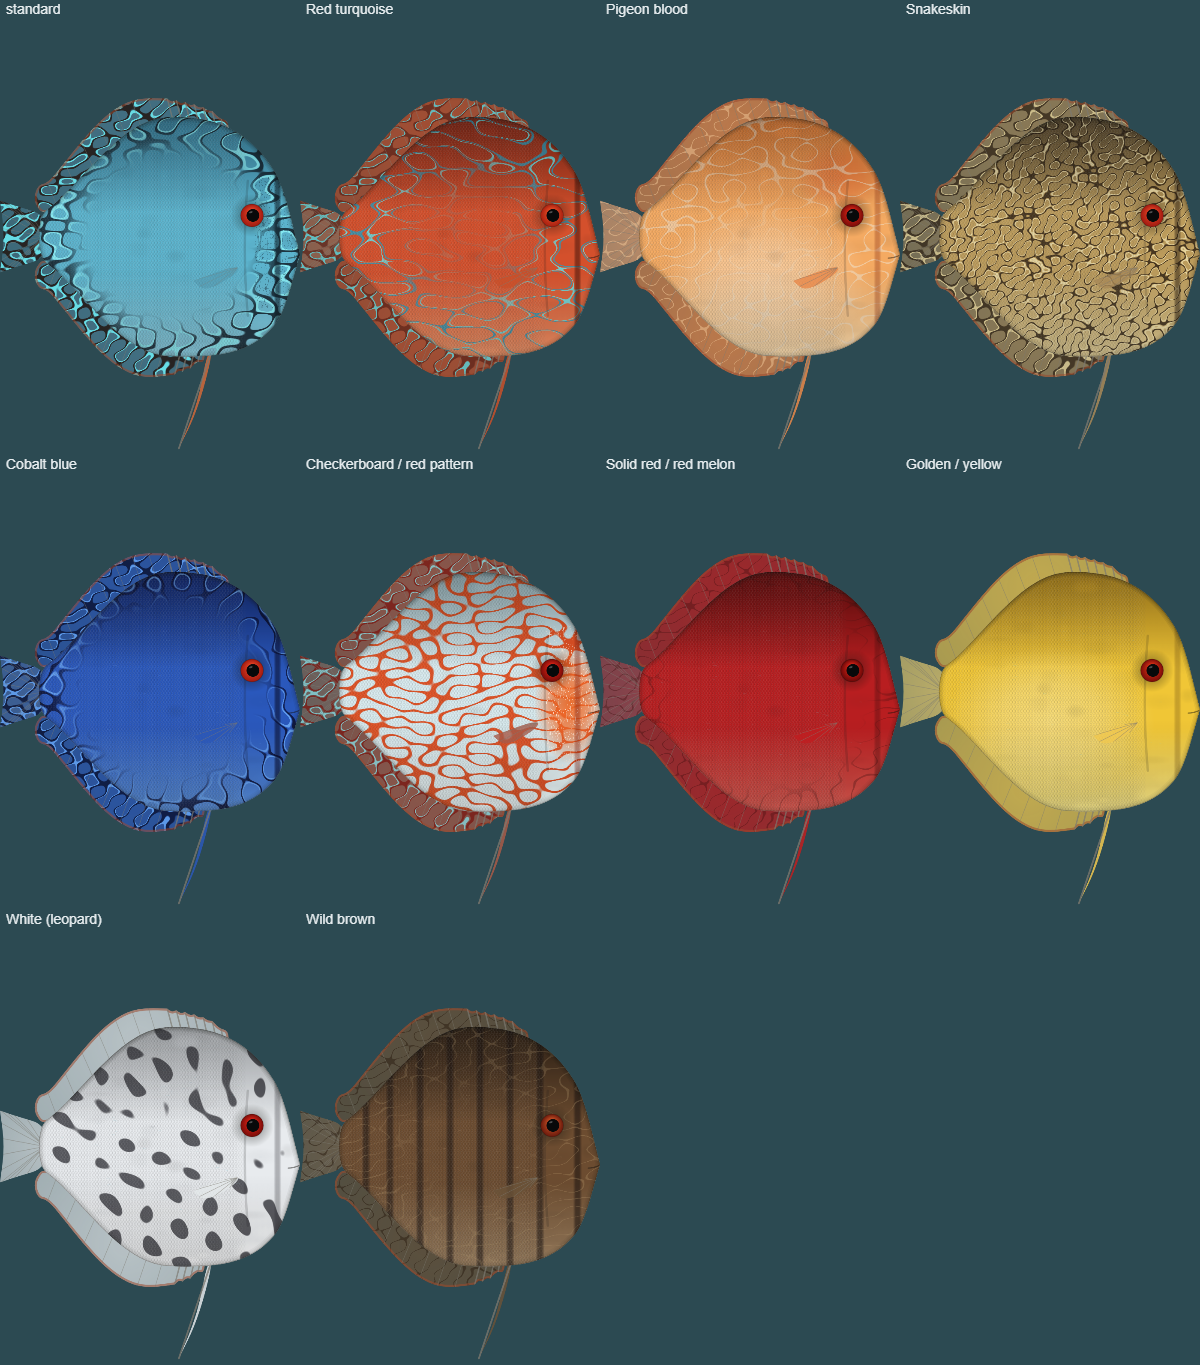 standard
Red turquoise
Pigeon blood
Snakeskin
Cobalt blue
Checkerboard / red pattern
Solid red / red melon
Golden / yellow
White (leopard)
Wild brown